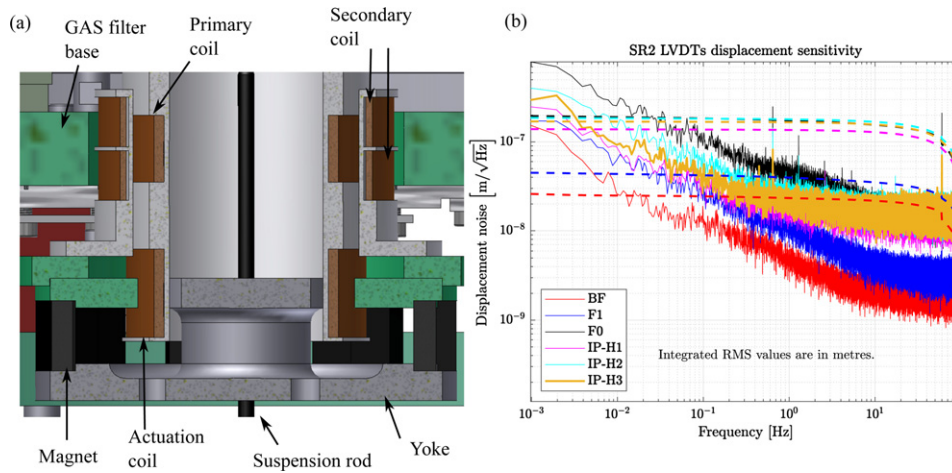 (a)
GAS filter
base
Primary
coil
Secondary
coil
Magnet
Actuation
coil
Suspension rod
Yoke
(b)
SR2 LVDTs displacement sensitivity
Displacement noise [m/√Hz]
10⁻⁷
10⁻⁸
10⁻⁹
BF
F1
F0
IP-H1
IP-H2
IP-H3
Integrated RMS values are in metres.
10⁻³
10⁻²
10⁻¹
10⁰
10¹
Frequency [Hz]